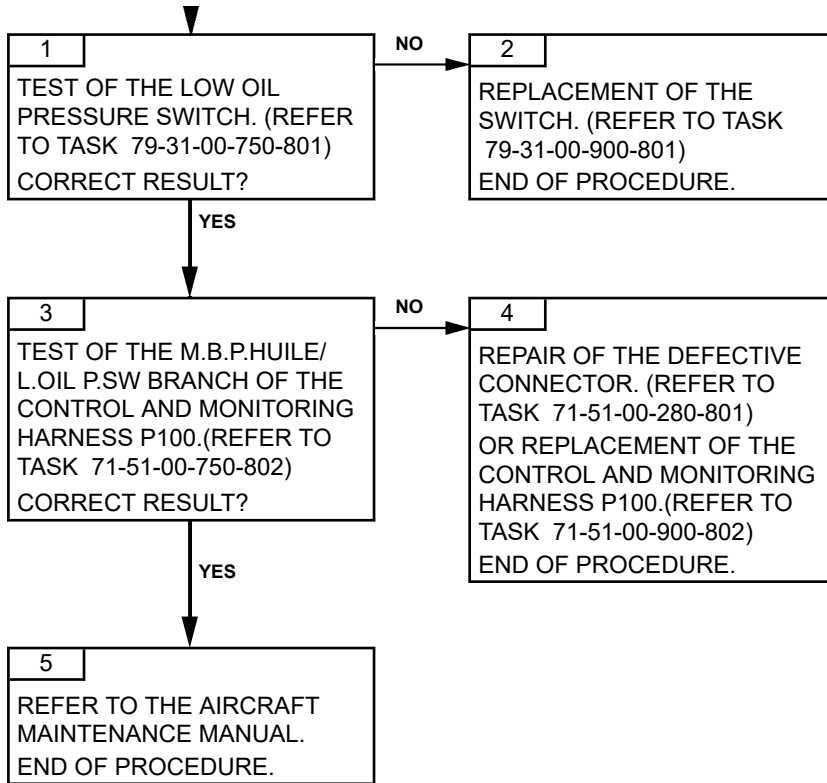 1
TEST OF THE LOW OIL
PRESSURE SWITCH. (REFER
TO TASK 79-31-00-750-801)
CORRECT RESULT?
NO
2
REPLACEMENT OF THE
SWITCH. (REFER TO TASK
79-31-00-900-801)
END OF PROCEDURE.
YES
3
TEST OF THE M.B.P.HUILE/
L.OIL P.SW BRANCH OF THE
CONTROL AND MONITORING
HARNESS P100.(REFER TO
TASK 71-51-00-750-802)
CORRECT RESULT?
NO
4
REPAIR OF THE DEFECTIVE
CONNECTOR. (REFER TO
TASK 71-51-00-280-801)
OR REPLACEMENT OF THE
CONTROL AND MONITORING
HARNESS P100.(REFER TO
TASK 71-51-00-900-802)
END OF PROCEDURE.
YES
5
REFER TO THE AIRCRAFT
MAINTENANCE MANUAL.
END OF PROCEDURE.